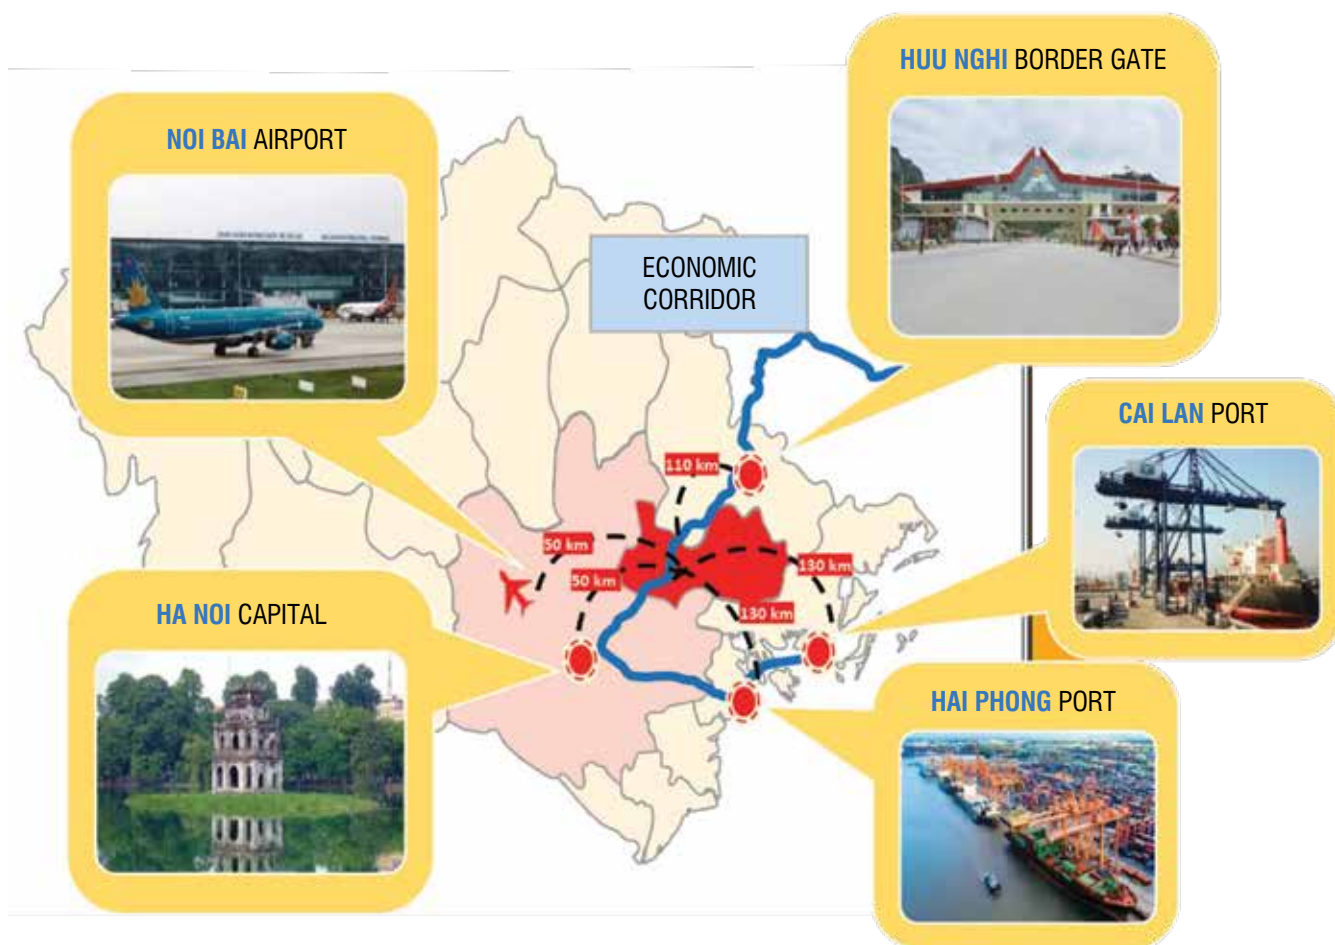 HUU NGHI BORDER GATE
NOI BAI AIRPORT
ECONOMIC
CORRIDOR
CAI LAN PORT
110 km
50 km
130 km
50 km
130 km
HA NOI CAPITAL
HAI PHONG PORT